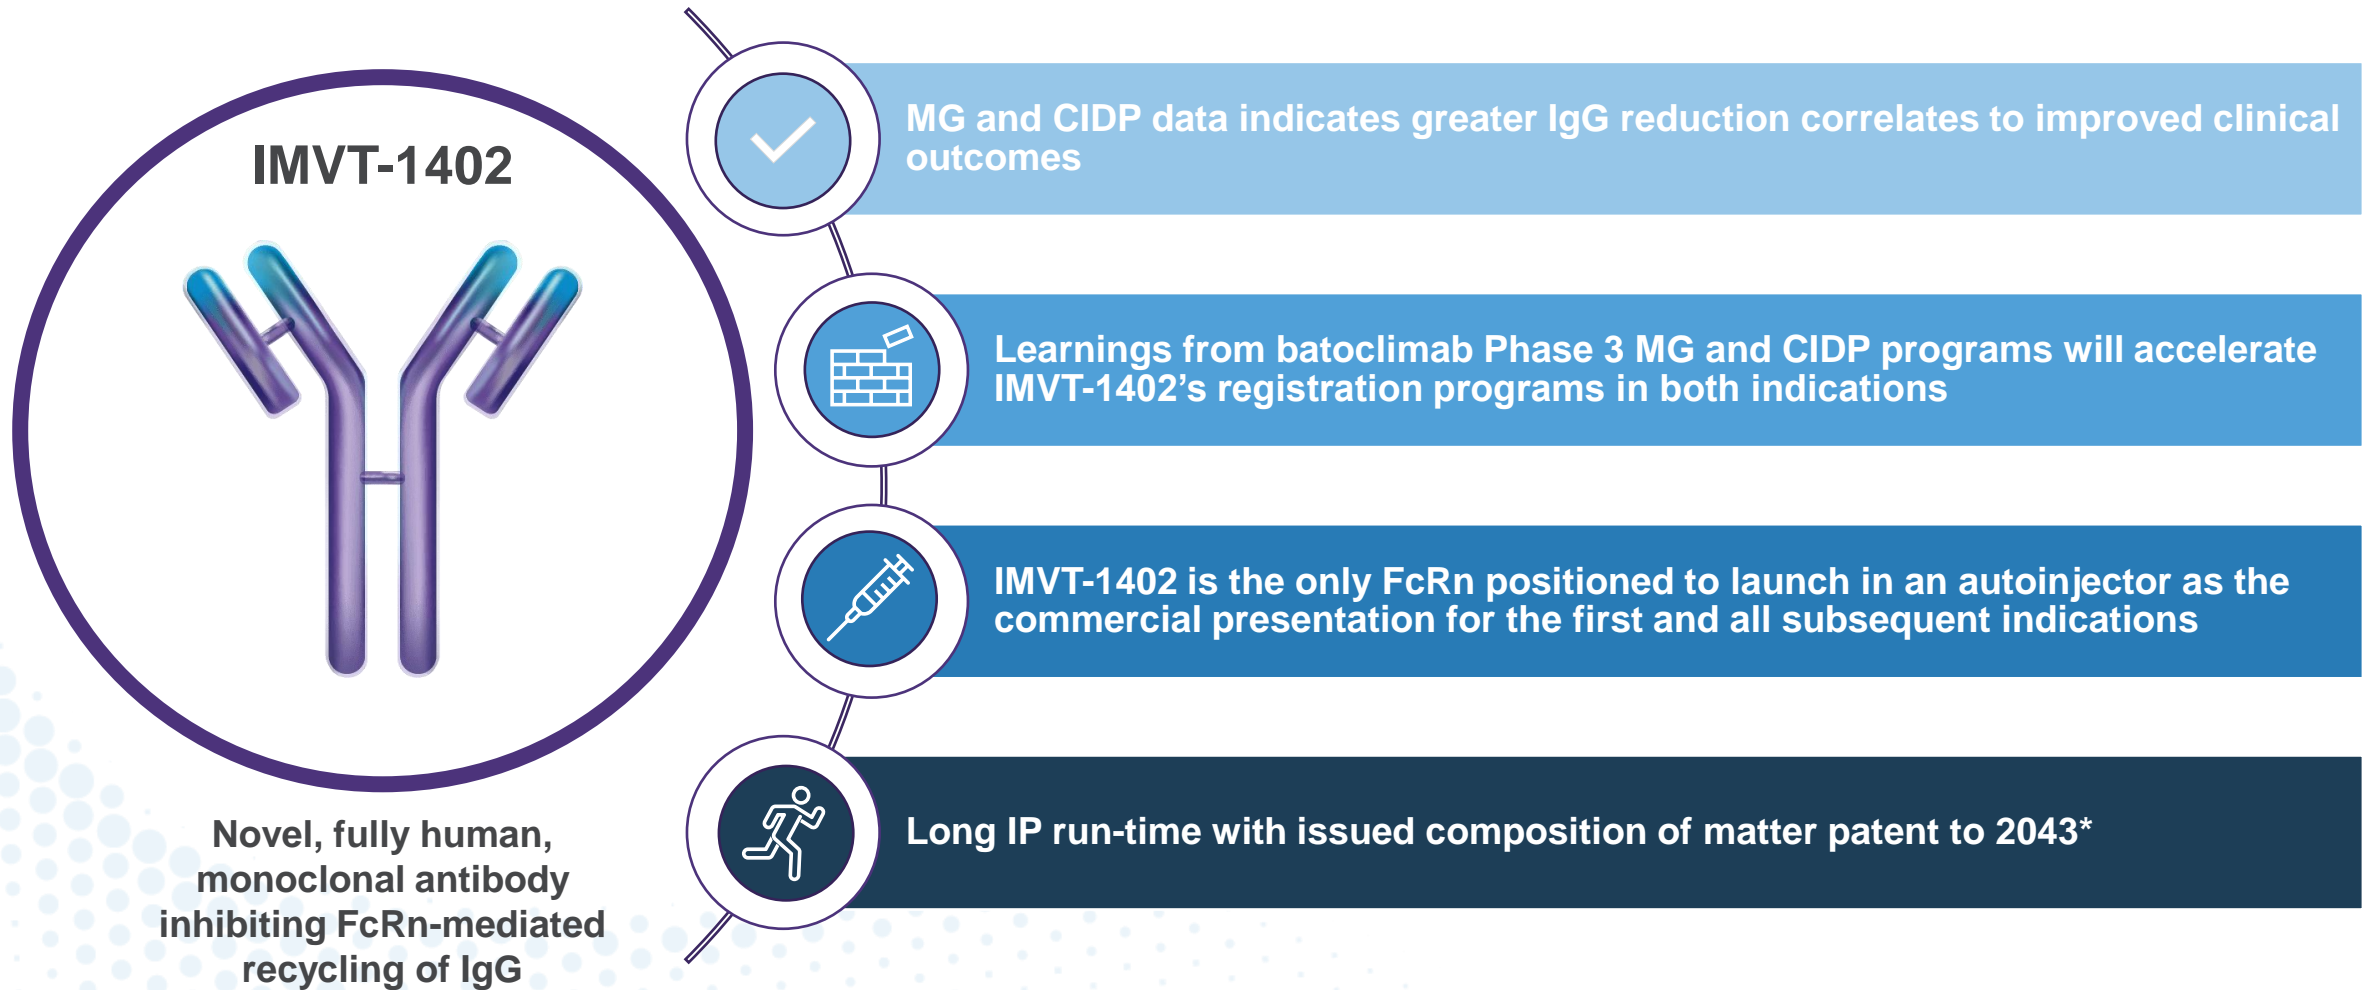 IMVT-1402
Novel, fully human,
monoclonal antibody
inhibiting FcRn-mediated
recycling of IgG
MG and CIDP data indicates greater IgG reduction correlates to improved clinical
outcomes
Learnings from batoclimab Phase 3 MG and CIDP programs will accelerate
IMVT-1402’s registration programs in both indications
IMVT-1402 is the only FcRn positioned to launch in an autoinjector as the
commercial presentation for the first and all subsequent indications
Long IP run-time with issued composition of matter patent to 2043*